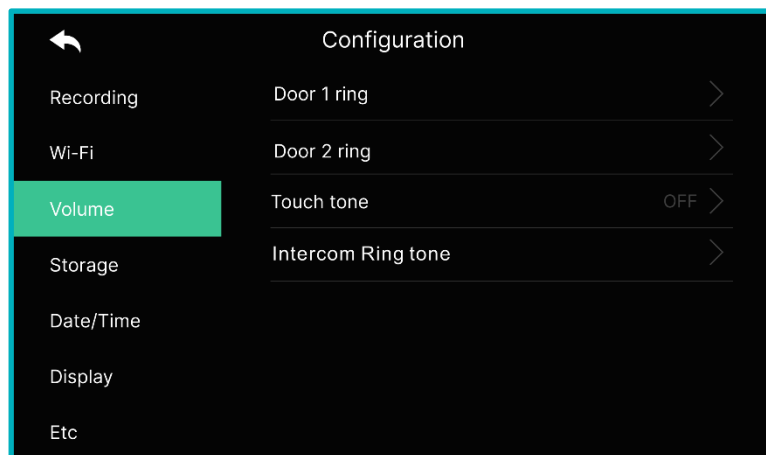 Configuration
Recording
Wi-Fi
Volume
Storage
Date/Time
Display
Etc
Door 1 ring
Door 2 ring
Touch tone OFF
Intercom Ring tone